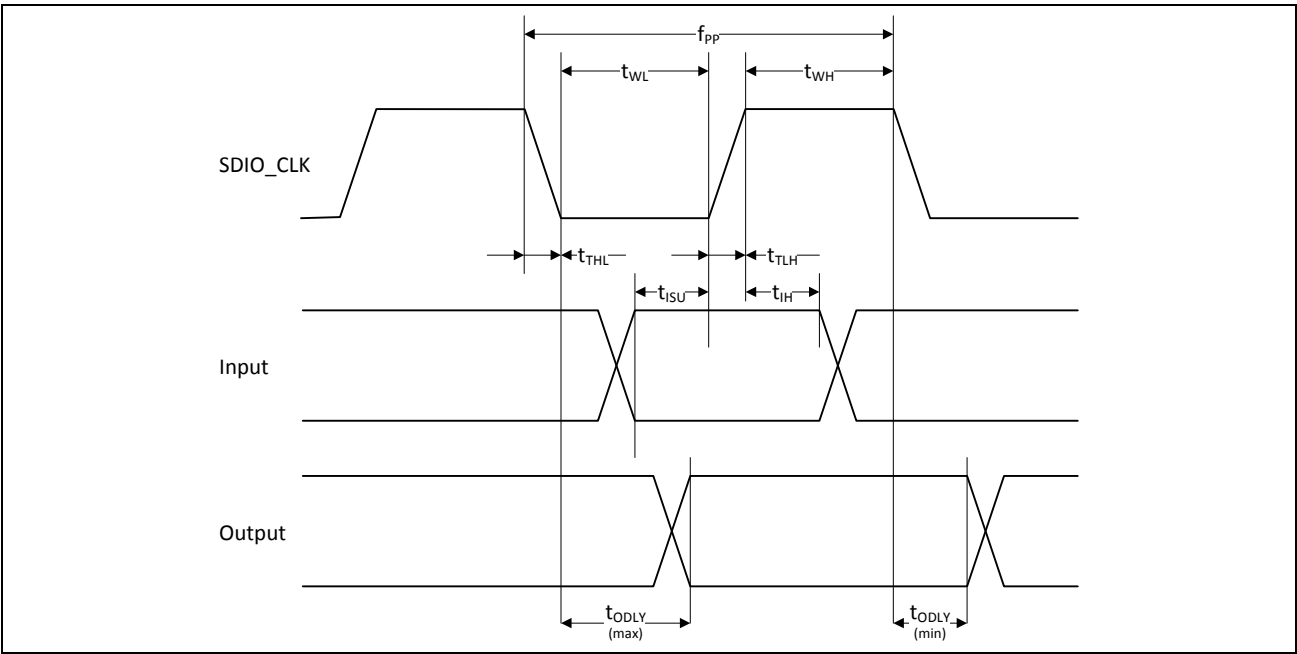 fPP
tWL
tWH
SDIO_CLK
tTHL
tTLH
tISU
tIH
Input
Output
tODLY
(max)
tODLY
(min)